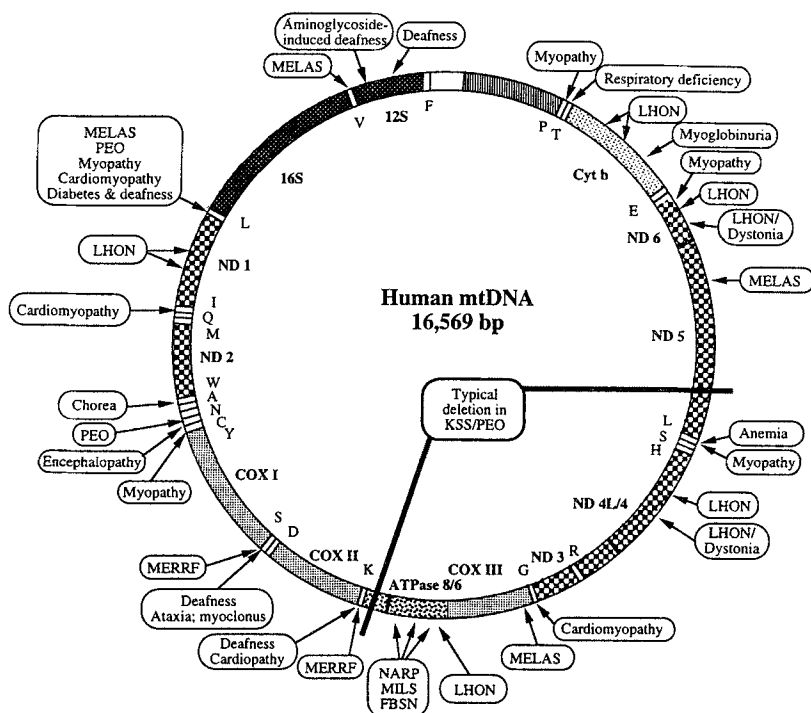 Aminoglycoside-
induced deafness
Deafness
MELAS
Myopathy
Respiratory deficiency
LHON
Myoglobinuria
Myopathy
LHON
LHON/
Dystonia
MELAS
Anemia
Myopathy
LHON
LHON/
Dystonia
Cardiomyopathy
MELAS
LHON
NARP
MILS
FBSN
MERRF
Deafness
Cardiopathy
Deafness
Ataxia; myoclonus
MERRF
Myopathy
Encephalopathy
PEO
Chorea
Cardiomyopathy
LHON
MELAS
PEO
Myopathy
Cardiomyopathy
Diabetes & deafness
V
12S
F
P
T
Cyt b
E
ND 6
ND 5
L
S
H
ND 4L/4
R
ND 3
G
COX III
ATPase 8/6
K
COX II
D
S
COX I
Y
C
N
A
W
ND 2
M
Q
I
ND 1
L
16S
Human mtDNA
16,569 bp
Typical
deletion in
KSS/PEO